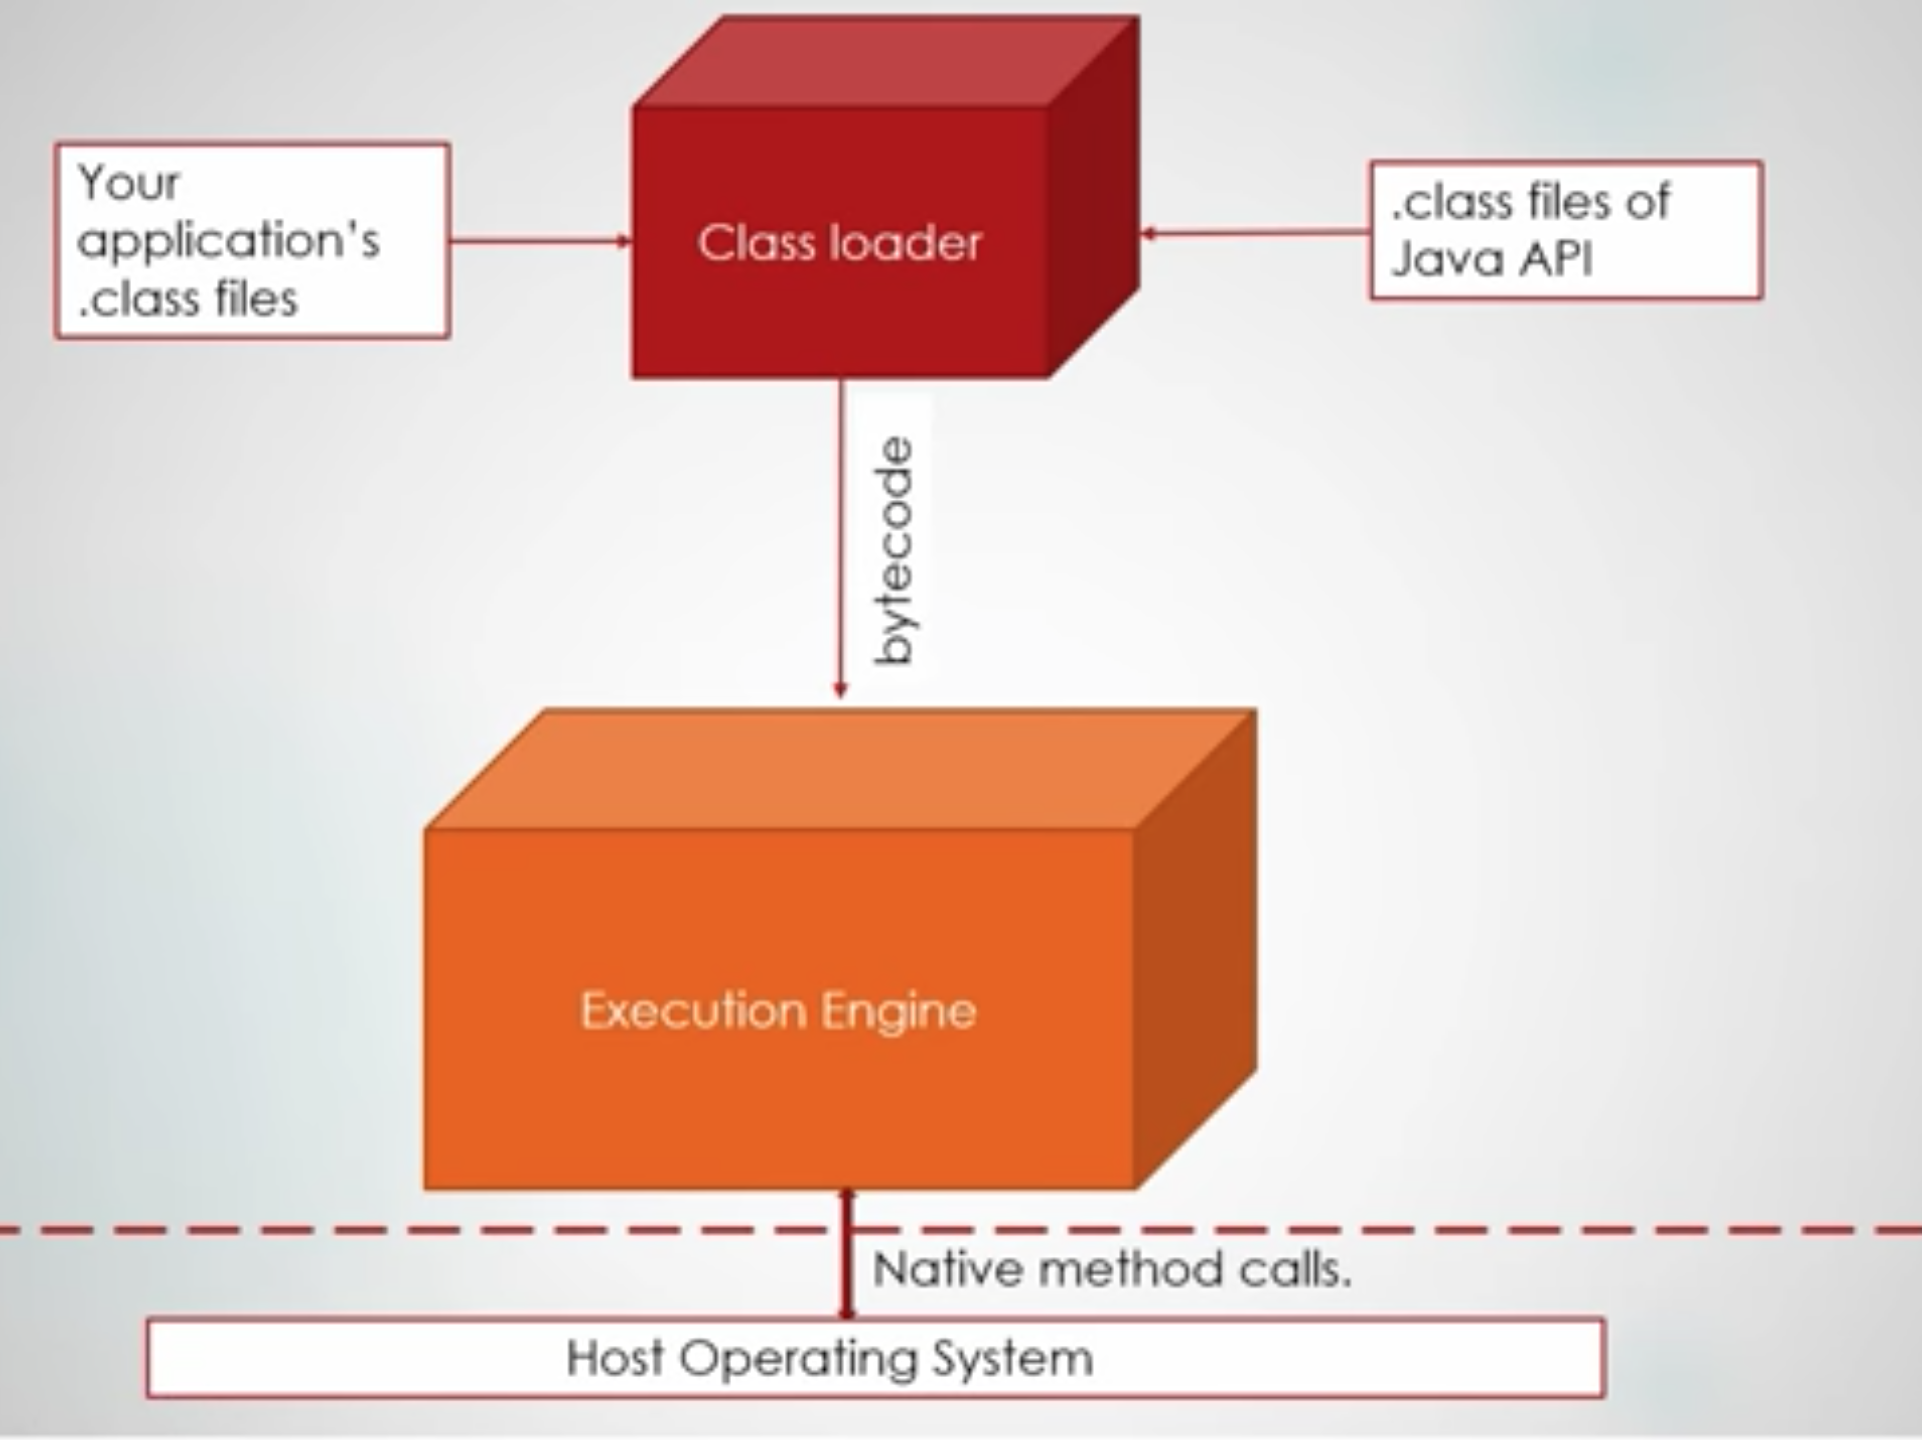 Your
application's
.class files
Class loader
.class files of
Java API
bytecode
Execution Engine
Native method calls.
Host Operating System